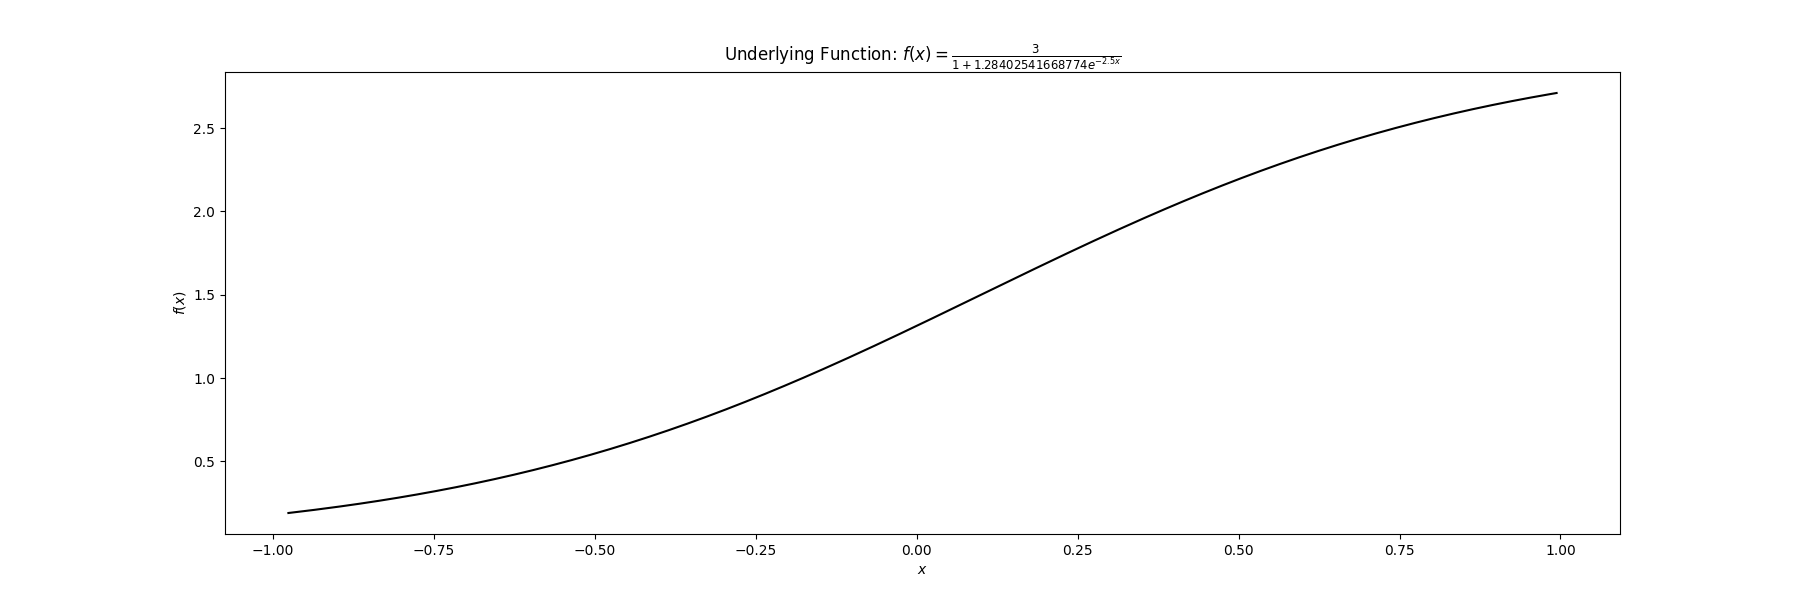 Underlying Function: f(x) = \frac{3}{1 + 1.28402541668774e^{-2.5x}}
f(x)
2.5
2.0
1.5
1.0
0.5
−1.00 −0.75 −0.50 −0.25 0.00 0.25 0.50 0.75 1.00
x